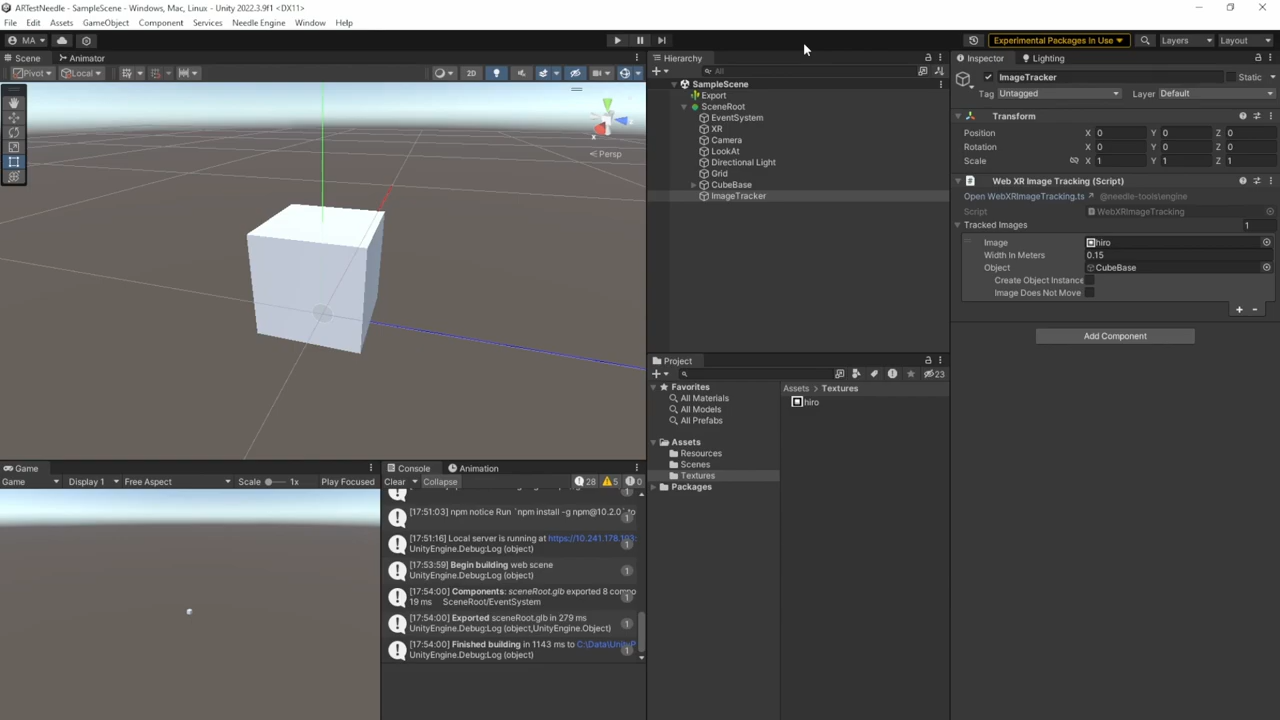 ARTestNeedle - SampleScene - Windows, Mac, Linux - Unity 2022.3.9f1 <DX11>
File Edit Assets GameObject Component Services Needle Engine Window Help
MA
Experimental Packages In Use
Layers
Layout
Scene Animator
Pivot Local
2D
Persp
Hierarchy
All
SampleScene
Export
SceneRoot
EventSystem
XR
Camera
LookAt
Directional Light
Grid
CubeBase
ImageTracker
Project
23
Favorites
All Materials
All Models
All Prefabs
Assets
Resources
Scenes
Textures
Packages
Assets > Textures
hiro
Game
Game Display 1 Free Aspect Scale 1x Play Focused
Console Animation
Clear Collapse 28 5 0
1
[17:51:03] npm notice Run `npm install -g npm@10.2.0` to
1
[17:51:16] Local server is running at https://10.241.178.193:
UnityEngine.Debug:Log (object)
1
[17:53:59] Begin building web scene
UnityEngine.Debug:Log (object)
1
[17:54:00] Components: sceneRoot.glb exported 8 compo
19 ms SceneRoot/EventSystem
1
[17:54:00] Exported sceneRoot.glb in 279 ms
UnityEngine.Debug:Log (object,UnityEngine.Object)
1
[17:54:00] Finished building in 1143 ms to C:\Data\UnityP
UnityEngine.Debug:Log (object)
1
Inspector Lighting
ImageTracker Static
Tag Untagged Layer Default
Transform
Position X 0 Y 0 Z 0
Rotation X 0 Y 0 Z 0
Scale X 1 Y 1 Z 1
Web XR Image Tracking (Script)
Open WebXRImageTracking.ts @needle-tools\engine
Script WebXRImageTracking
Tracked Images 1
Image hiro
Width In Meters 0.15
Object CubeBase
Create Object Instance
Image Does Not Move
+ -
Add Component